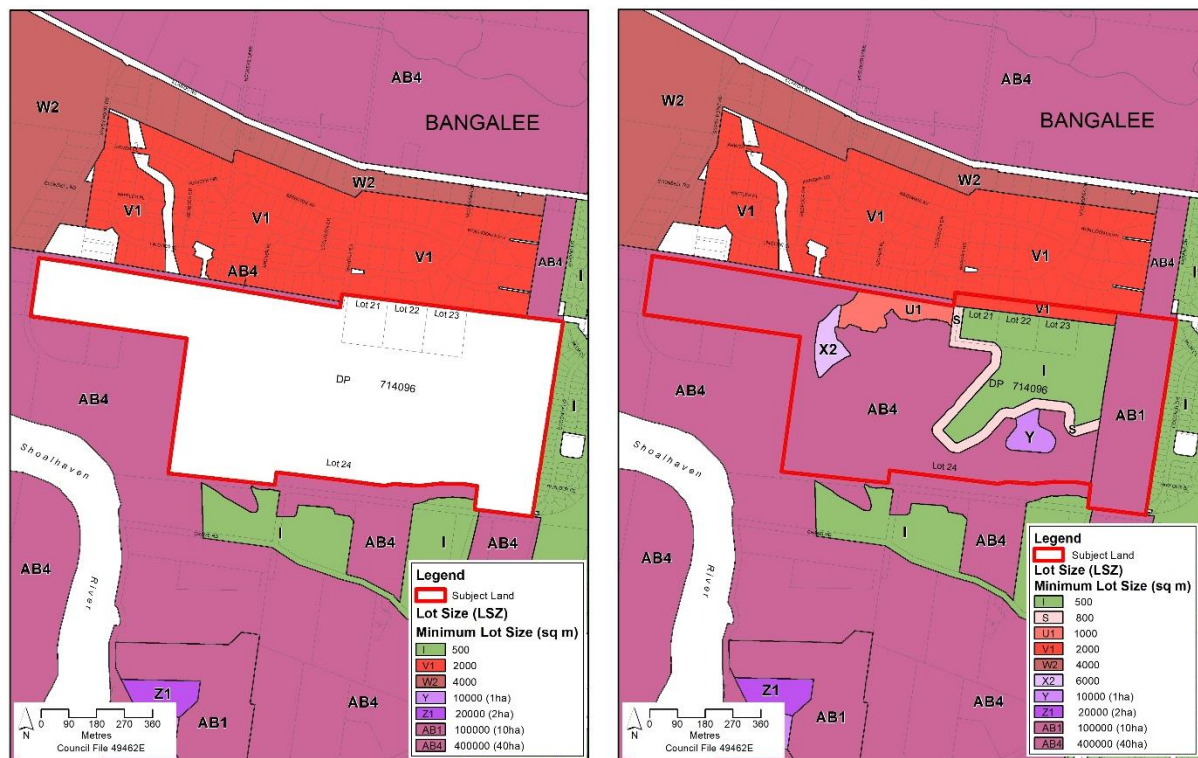 AB4
BANGALEE
W2
W2
V1
V1
V1
AB4
AB4
I
Lot 21
Lot 22
Lot 23
DP 714096
AB4
I
Lot 24
Shoalhaven
River
AB4
I
AB4
I
AB4
Z1
AB1
AB4
N
0 90 180 270 360
Metres
Council File 49462E
Legend
Subject Land
Lot Size (LSZ)
Minimum Lot Size (sq m)
I 500
V1 2000
W2 4000
Y 10000 (1ha)
Z1 20000 (2ha)
AB1 100000 (10ha)
AB4 400000 (40ha)
AB4
BANGALEE
W2
W2
V1
V1
V1
AB4
I
U1
S
Lot 21
Lot 22
Lot 23
V1
X2
I
DP 714096
AB4
AB4
AB1
Y
S
Lot 24
Shoalhaven
River
AB4
I
AB4
Z1
AB1
N
0 90 180 270 360
Metres
Council File 49462E
Legend
Subject Land
Lot Size (LSZ)
Minimum Lot Size (sq m)
I 500
S 800
U1 1000
V1 2000
W2 4000
X2 6000
Y 10000 (1ha)
Z1 20000 (2ha)
AB1 100000 (10ha)
AB4 400000 (40ha)